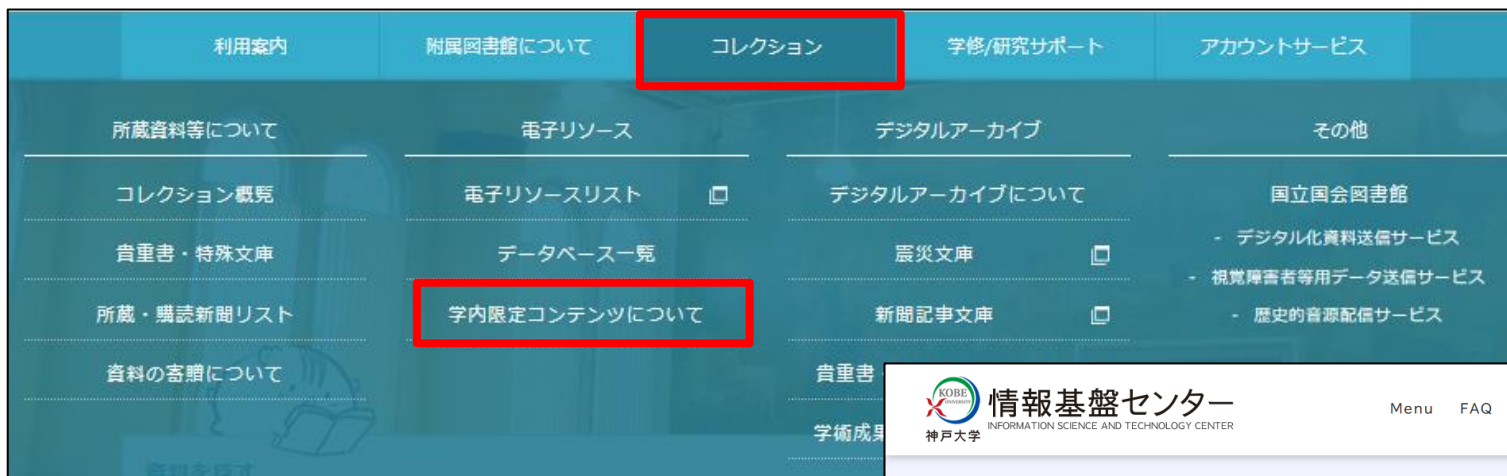 利用案内
附属図書館について
コレクション
学修/研究サポート
アカウントサービス
所蔵資料等について
コレクション概覧
貴重書・特殊文庫
所蔵・購読新聞リスト
資料の寄贈について
電子リソース
電子リソースリスト
データベース一覧
学内限定コンテンツについて
デジタルアーカイブ
デジタルアーカイブについて
震災文庫
新聞記事文庫
貴重書
学術成果
その他
国立国会図書館
- デジタル化資料送信サービス
- 視覚障害者等用データ送信サービス
- 歴史的音源配信サービス
資料を探す
KOBE
UNIVERSITY
神戸大学
情報基盤センター
INFORMATION SCIENCE AND TECHNOLOGY CENTER
Menu FAQ